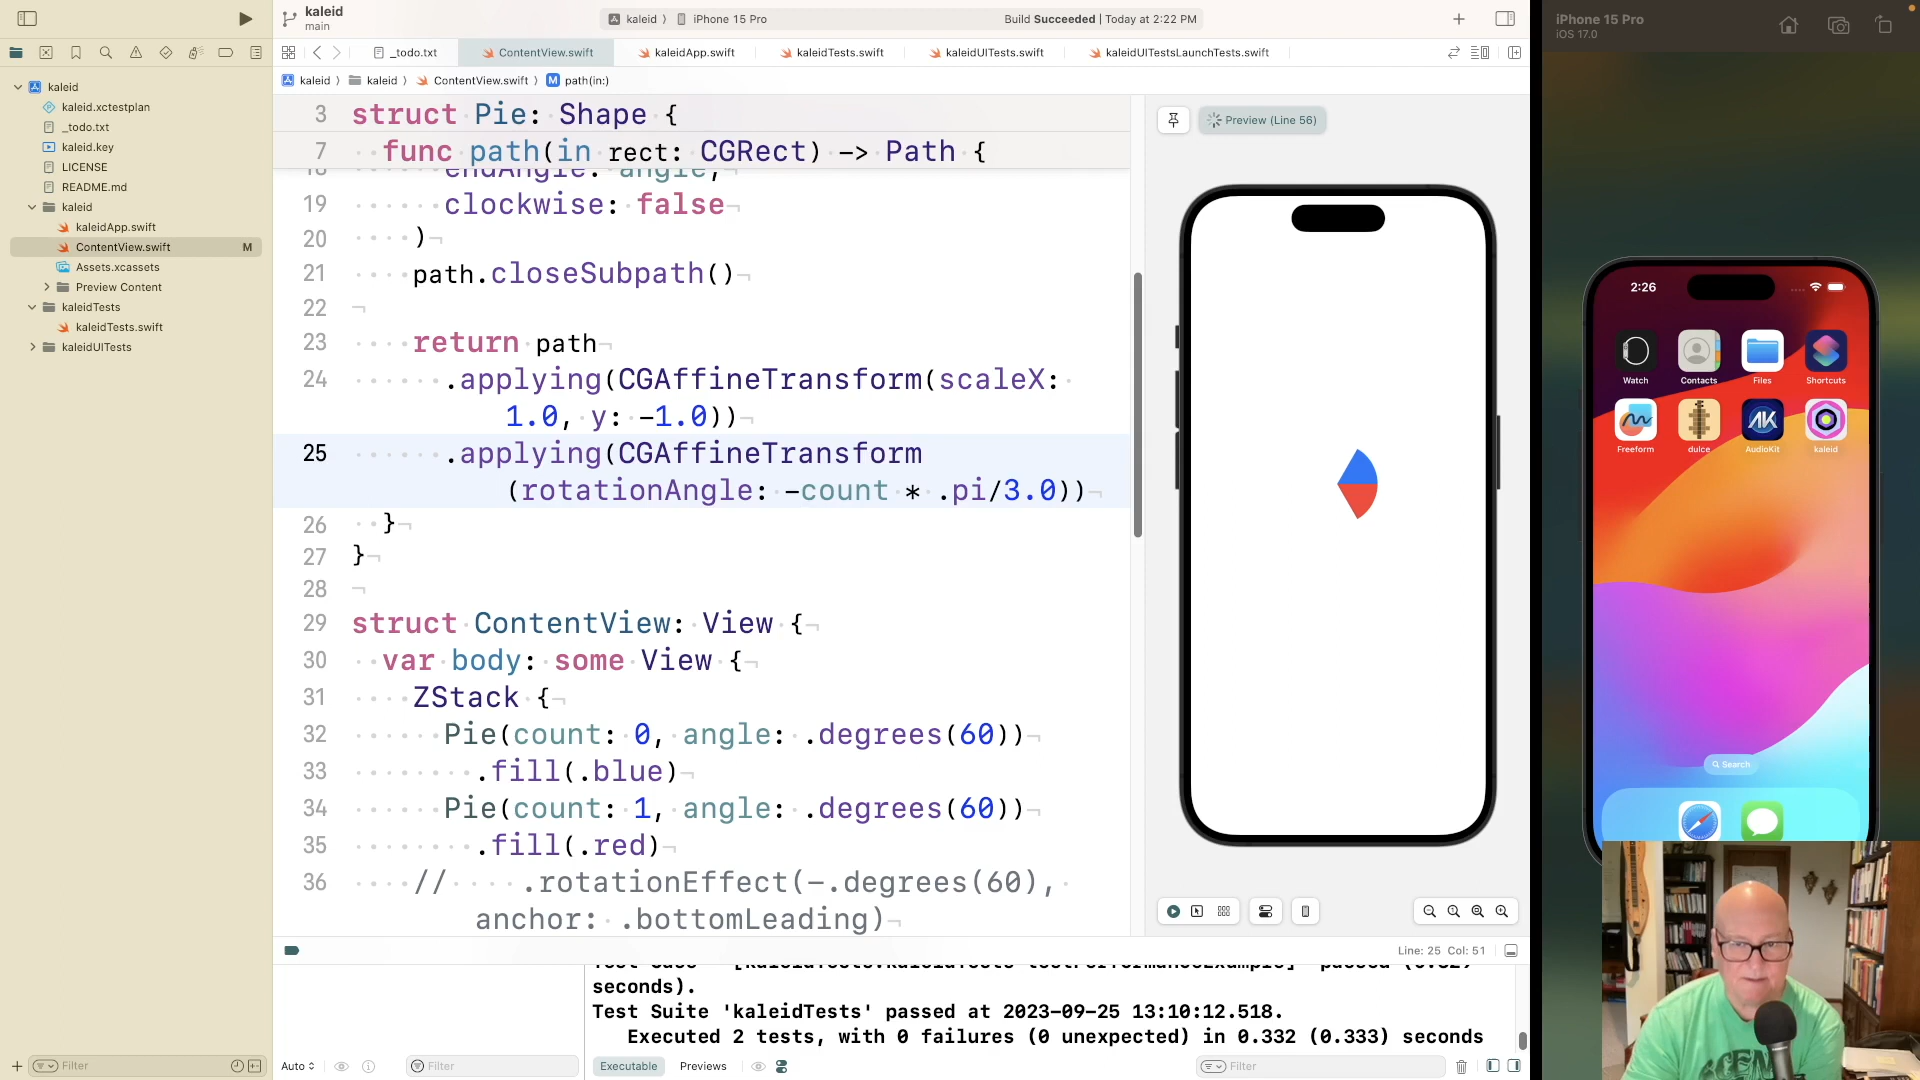 kaleid
main
kaleid
iPhone 15 Pro
Build Succeeded | Today at 2:22 PM
iPhone 15 Pro
iOS 17.0
_todo.txt
ContentView.swift
kaleidApp.swift
kaleidTests.swift
kaleidUITests.swift
kaleidUITestsLaunchTests.swift
kaleid
kaleid
ContentView.swift
M path(in:)
kaleid
kaleid.xctestplan
_todo.txt
kaleid.key
LICENSE
README.md
kaleid
kaleidApp.swift
ContentView.swift M
Assets.xcassets
Preview Content
kaleidTests
kaleidTests.swift
kaleidUITests
3 struct Pie: Shape {
7 func path(in rect: CGRect) -> Path {
18 endAngle: angle,
19 clockwise: false
20 )
21 path.closeSubpath()
22
23 return path
24 .applying(CGAffineTransform(scaleX:
1.0, y: -1.0))
25 .applying(CGAffineTransform
(rotationAngle: -count * .pi/3.0))
26 }
27 }
28
29 struct ContentView: View {
30 var body: some View {
31 ZStack {
32 Pie(count: 0, angle: .degrees(60))
33 .fill(.blue)
34 Pie(count: 1, angle: .degrees(60))
35 .fill(.red)
36 // .rotationEffect(-.degrees(60),
anchor: .bottomLeading)
Preview (Line 56)
2:26
Watch
Contacts
Files
Shortcuts
Freeform
dulce
AudioKit
kaleid
Search
Line: 25 Col: 51
seconds).
Test Suite 'kaleidTests' passed at 2023-09-25 13:10:12.518.
Executed 2 tests, with 0 failures (0 unexpected) in 0.332 (0.333) seconds
Filter
Auto
Filter
Executable
Previews
Filter